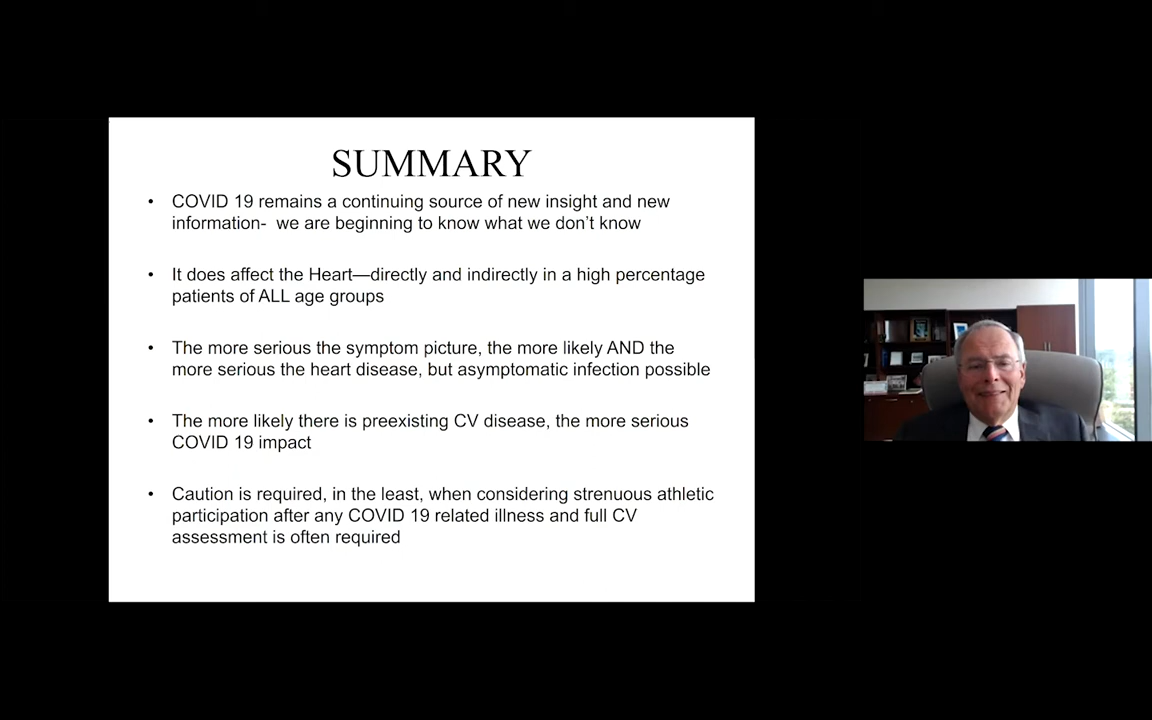 SUMMARY
• COVID 19 remains a continuing source of new insight and new
information-  we are beginning to know what we don’t know
• It does affect the Heart—directly and indirectly in a high percentage
patients of ALL age groups
• The more serious the symptom picture, the more likely AND the
more serious the heart disease, but asymptomatic infection possible
• The more likely there is preexisting CV disease, the more serious
COVID 19 impact
• Caution is required, in the least, when considering strenuous athletic
participation after any COVID 19 related illness and full CV
assessment is often required